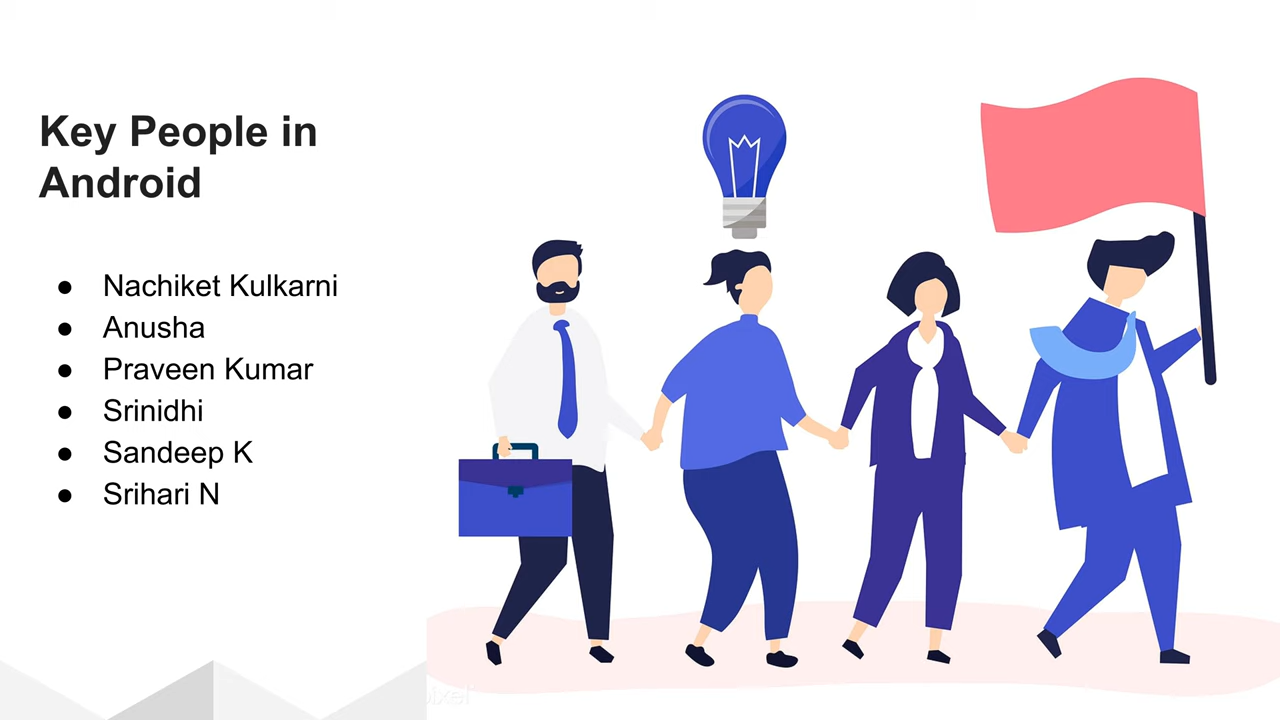 Key People in
Android
● Nachiket Kulkarni
● Anusha
● Praveen Kumar
● Srinidhi
● Sandeep K
● Srihari N